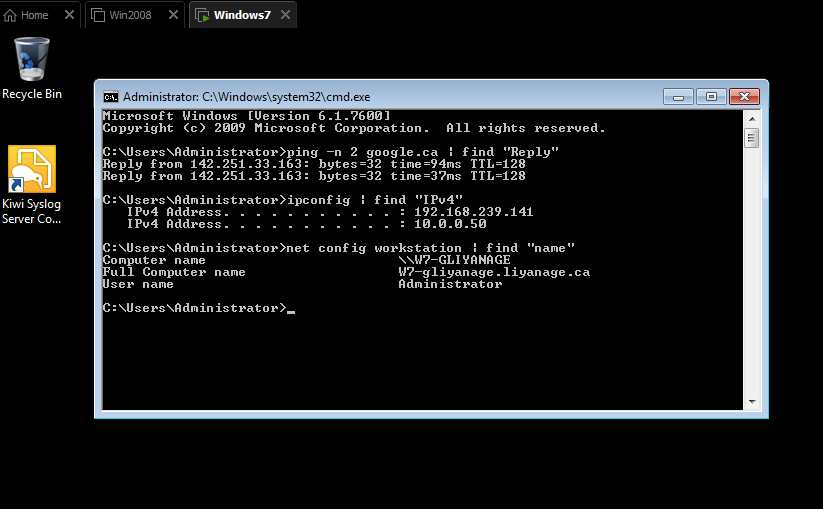 Home
Win2008
Windows7
Recycle Bin
Kiwi Syslog
Server Co...
Administrator: C:\Windows\system32\cmd.exe
Microsoft Windows [Version 6.1.7600]
Copyright (c) 2009 Microsoft Corporation.  All rights reserved.
C:\Users\Administrator>ping -n 2 google.ca | find "Reply"
Reply from 142.251.33.163: bytes=32 time=94ms TTL=128
Reply from 142.251.33.163: bytes=32 time=37ms TTL=128
C:\Users\Administrator>ipconfig | find "IPv4"
   IPv4 Address. . . . . . . . . . . : 192.168.239.141
   IPv4 Address. . . . . . . . . . . : 10.0.0.50
C:\Users\Administrator>net config workstation | find "name"
Computer name                        \\W7-GLIYANAGE
Full Computer name                   W7-gliyanage.liyanage.ca
User name                            Administrator
C:\Users\Administrator>_